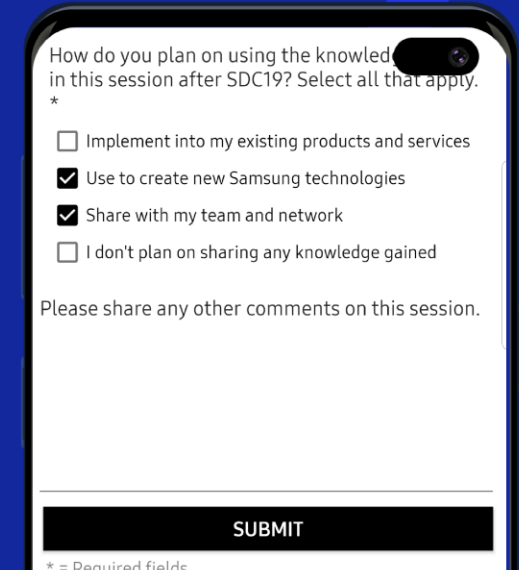 How do you plan on using the
in this session after SDC19? Select all that apply.
*
Implement into my existing products and services
Use to create new Samsung technologies
Share with my team and network
I don't plan on sharing any knowledge gained
Please share any other comments on this session.
SUBMIT
* = Required fields